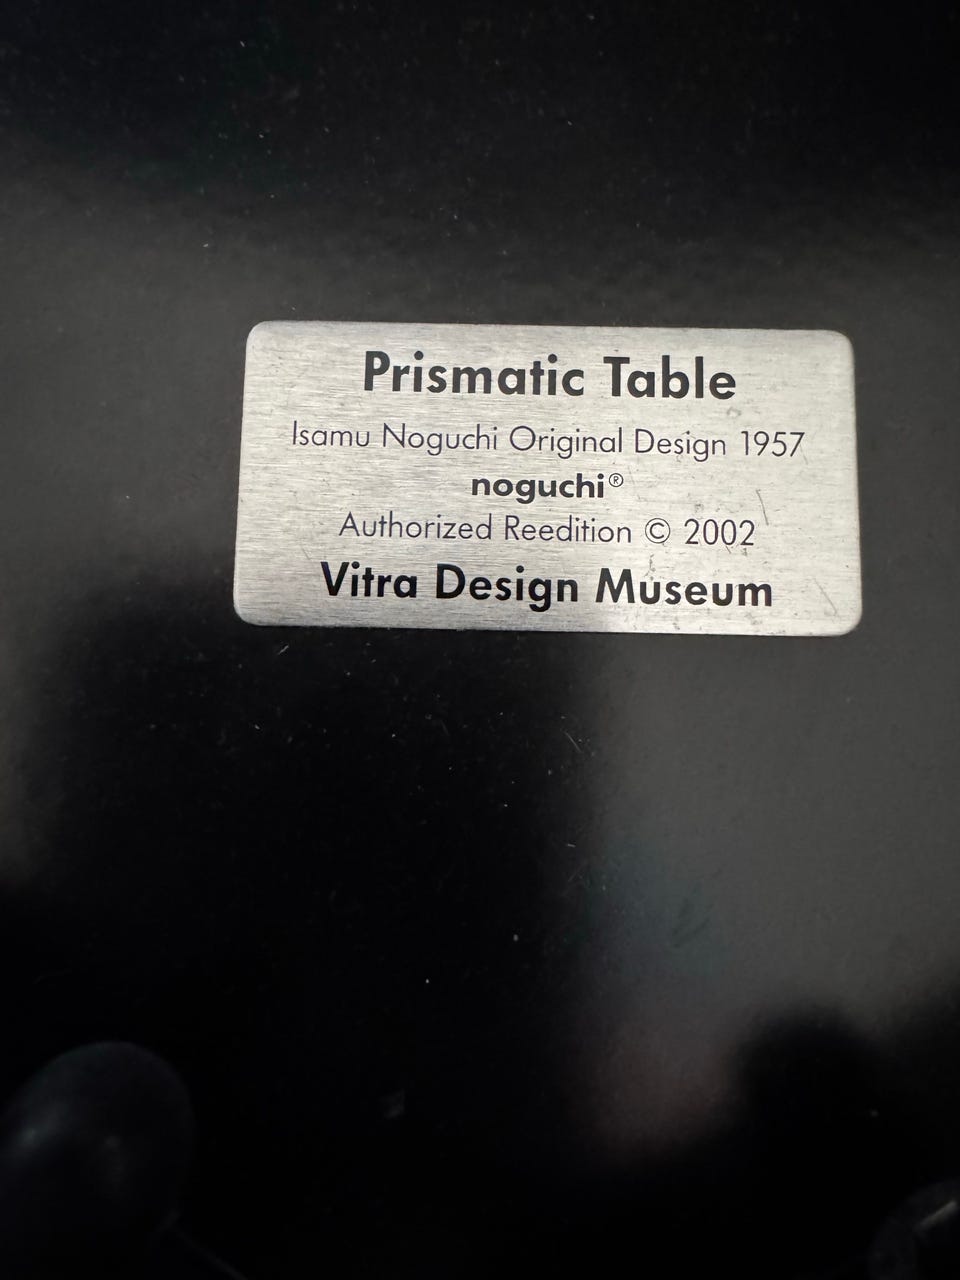 Prismatic Table
Isamu Noguchi Original Design 1957
noguchi®
Authorized Reedition © 2002
Vitra Design Museum